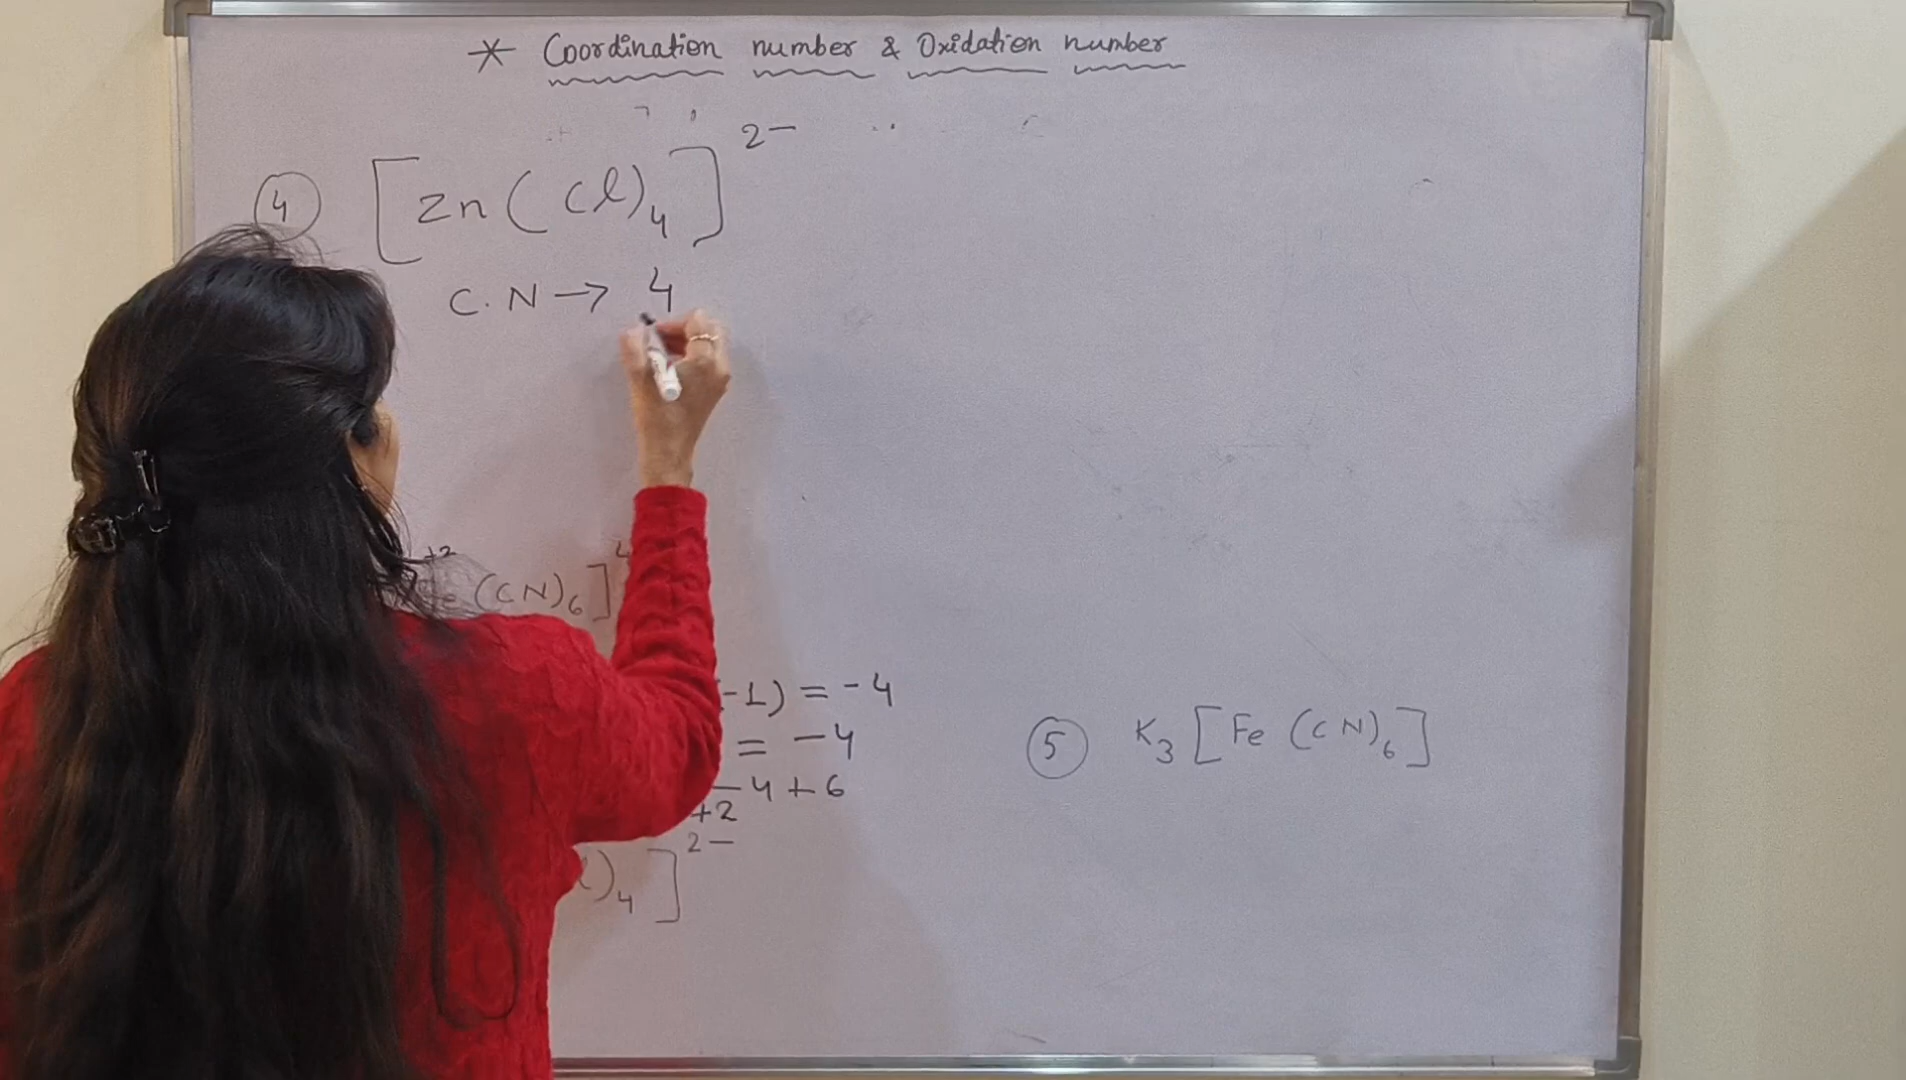 * Coordination number & Oxidation number
④ [Zn(Cl)₄]²⁻
C.N → 4
+2
(CN)₆]⁴
-1) = -4
= -4
-4+6
+2
)₄]²⁻
⑤ K₃[Fe(CN)₆]